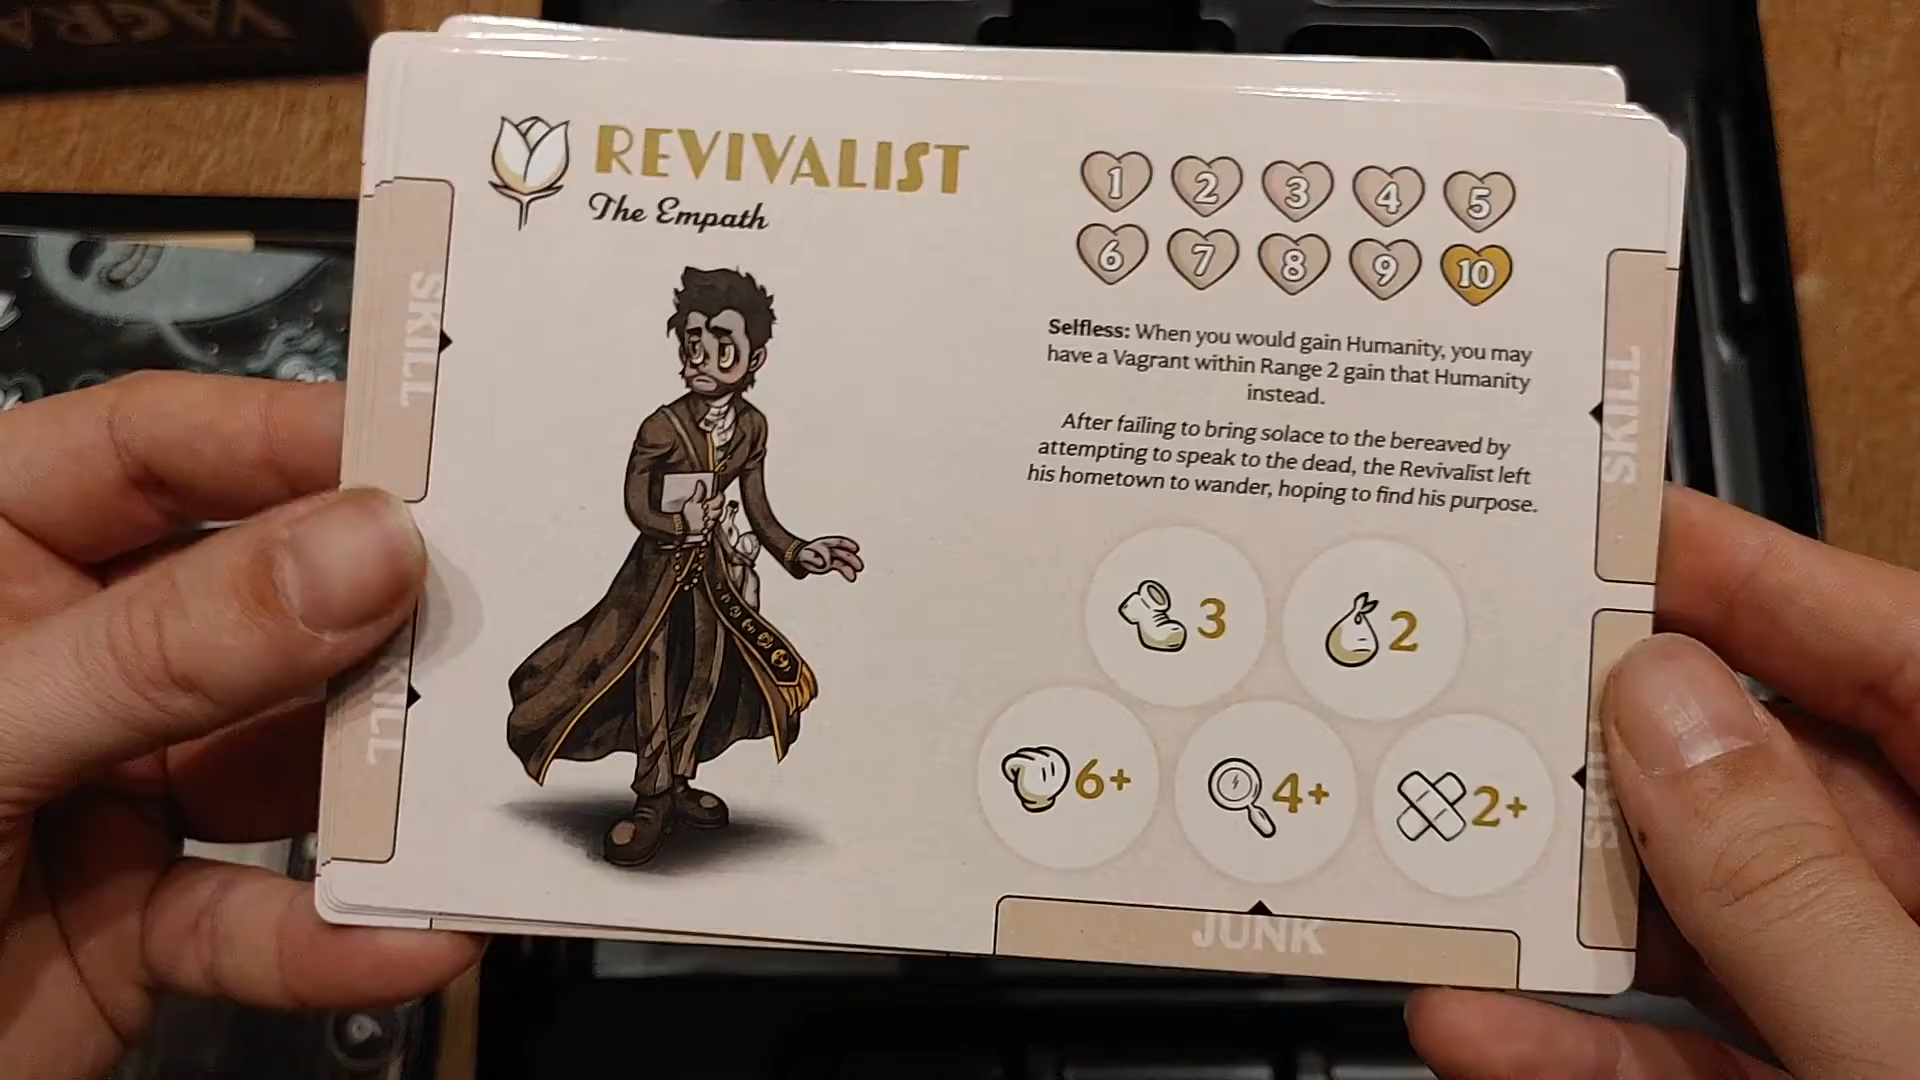 VAGRA
REVIVALIST
The Empath
1 2 3 4 5
6 7 8 9 10
Selfless: When you would gain Humanity, you may
have a Vagrant within Range 2 gain that Humanity
instead.
After failing to bring solace to the bereaved by
attempting to speak to the dead, the Revivalist left
his hometown to wander, hoping to find his purpose.
3 2
6+ 4+ 2+
SKILL
SKILL
SKILL
JUNK